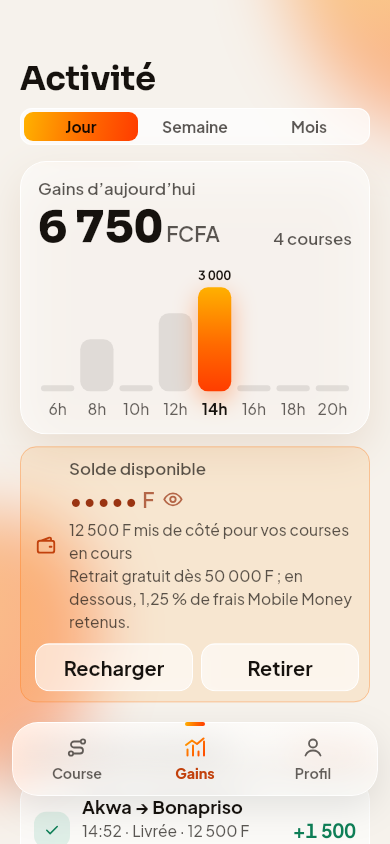 Activité
Jour Semaine Mois
Gains d’aujourd’hui
6 750 FCFA 4 courses
3 000
6h 8h 10h 12h 14h 16h 18h 20h
Solde disponible
••••• F
12 500 F mis de côté pour vos courses
en cours
Retrait gratuit dès 50 000 F ; en
dessous, 1,25 % de frais Mobile Money
retenus.
Recharger Retirer
Course Gains Profil
Akwa → Bonapriso
14:52 · Livrée · 12 500 F +1 500